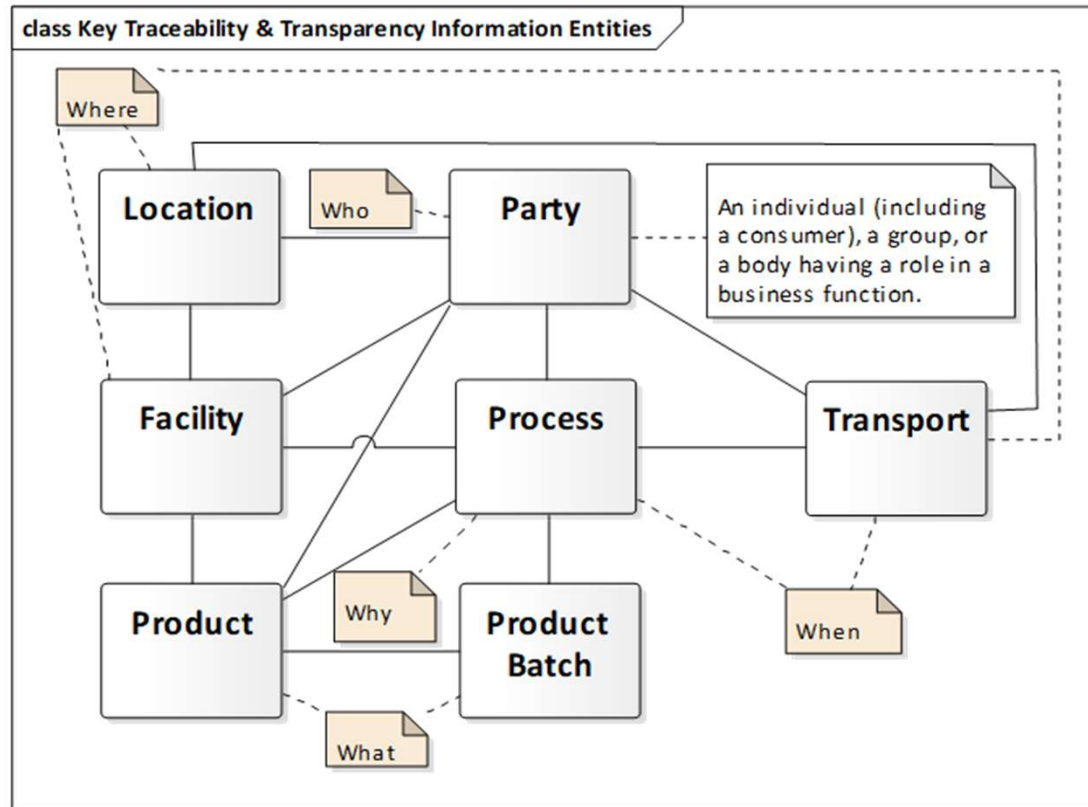 class Key Traceability & Transparency Information Entities
Where
Location
Who
Party
An individual (including
a consumer), a group, or
a body having a role in a
business function.
Facility
Process
Transport
Product
Why
Product
Batch
When
What